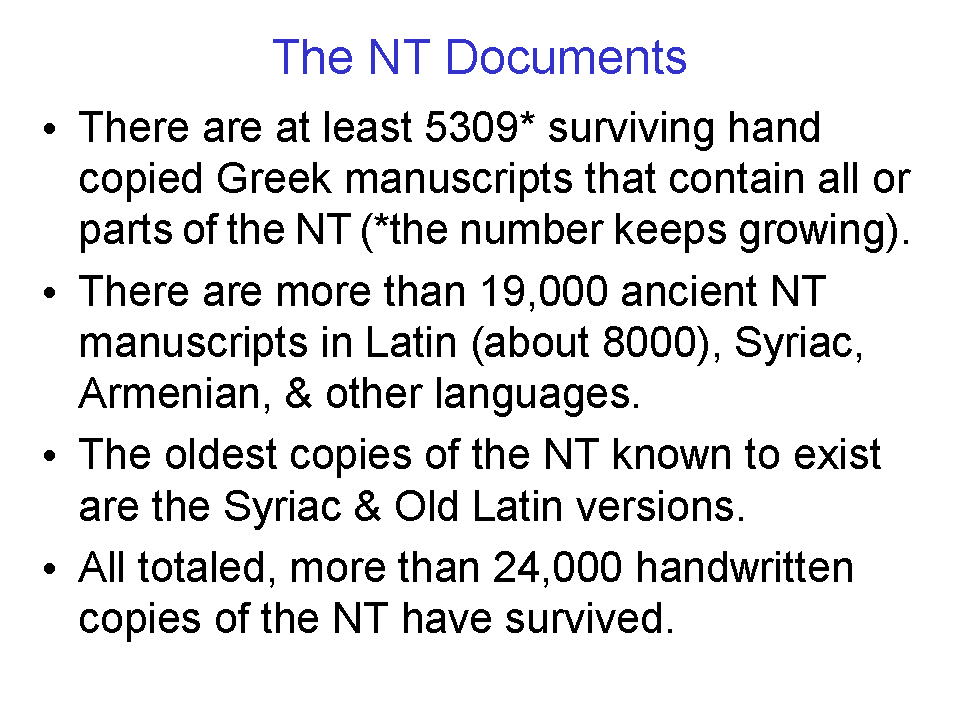 The NT Documents
• There are at least 5309* surviving hand
copied Greek manuscripts that contain all or
parts of the NT (*the number keeps growing).
• There are more than 19,000 ancient NT
manuscripts in Latin (about 8000), Syriac,
Armenian, & other languages.
• The oldest copies of the NT known to exist
are the Syriac & Old Latin versions.
• All totaled, more than 24,000 handwritten
copies of the NT have survived.